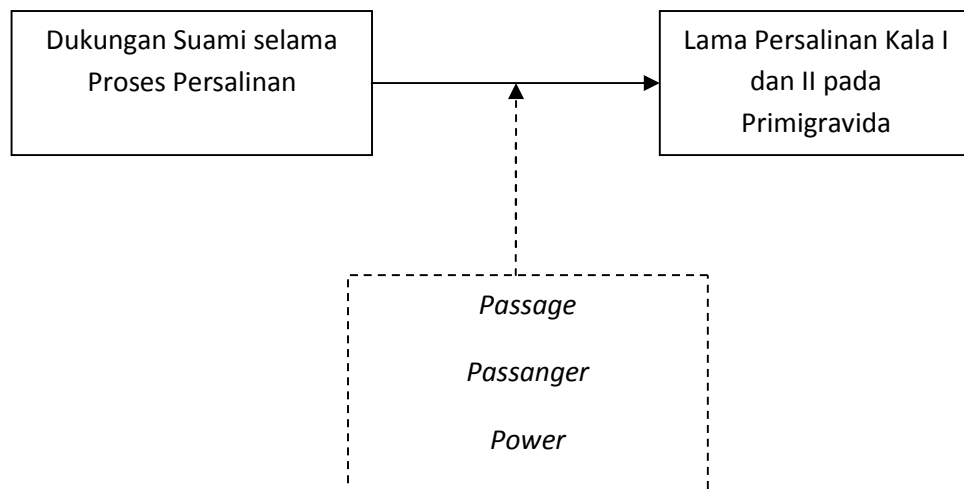 Dukungan Suami selama
Proses Persalinan
Lama Persalinan Kala I
dan II pada
Primigravida
Passage
Passanger
Power